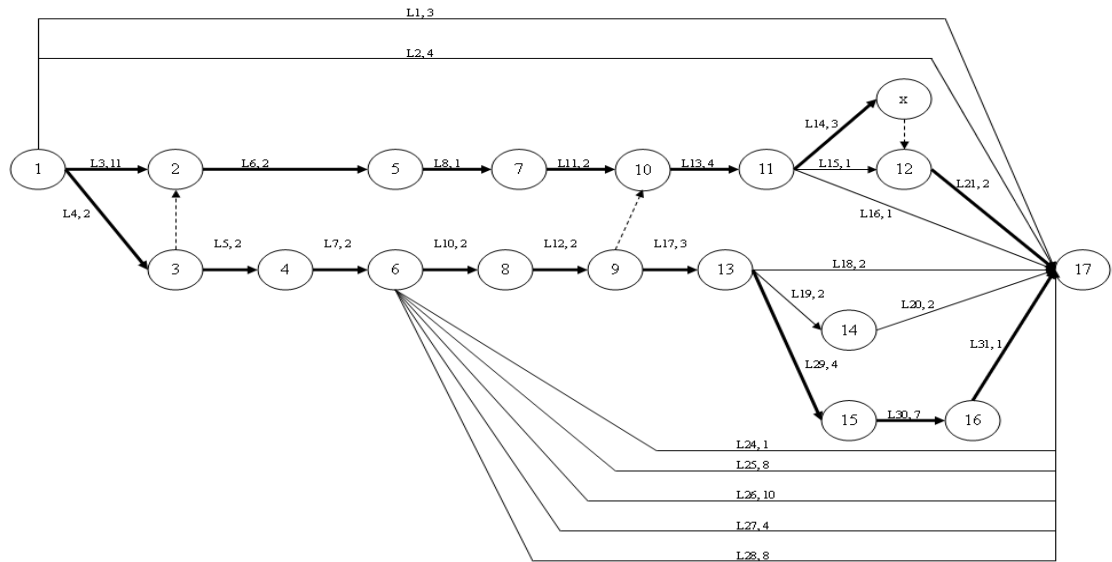 L1, 3
L2, 4
x
L14, 3
1
L3, 11
2
L6, 2
5
L8, 1
7
L11, 2
10
L13, 4
11
L15, 1
12
L21, 2
L4, 2
L16, 1
L5, 2
L7, 2
L10, 2
L12, 2
L17, 3
3
4
6
8
9
13
L18, 2
17
L19, 2
14
L20, 2
L29, 4
L31, 1
15
L30, 7
16
L24, 1
L25, 8
L26, 10
L27, 4
L28, 8